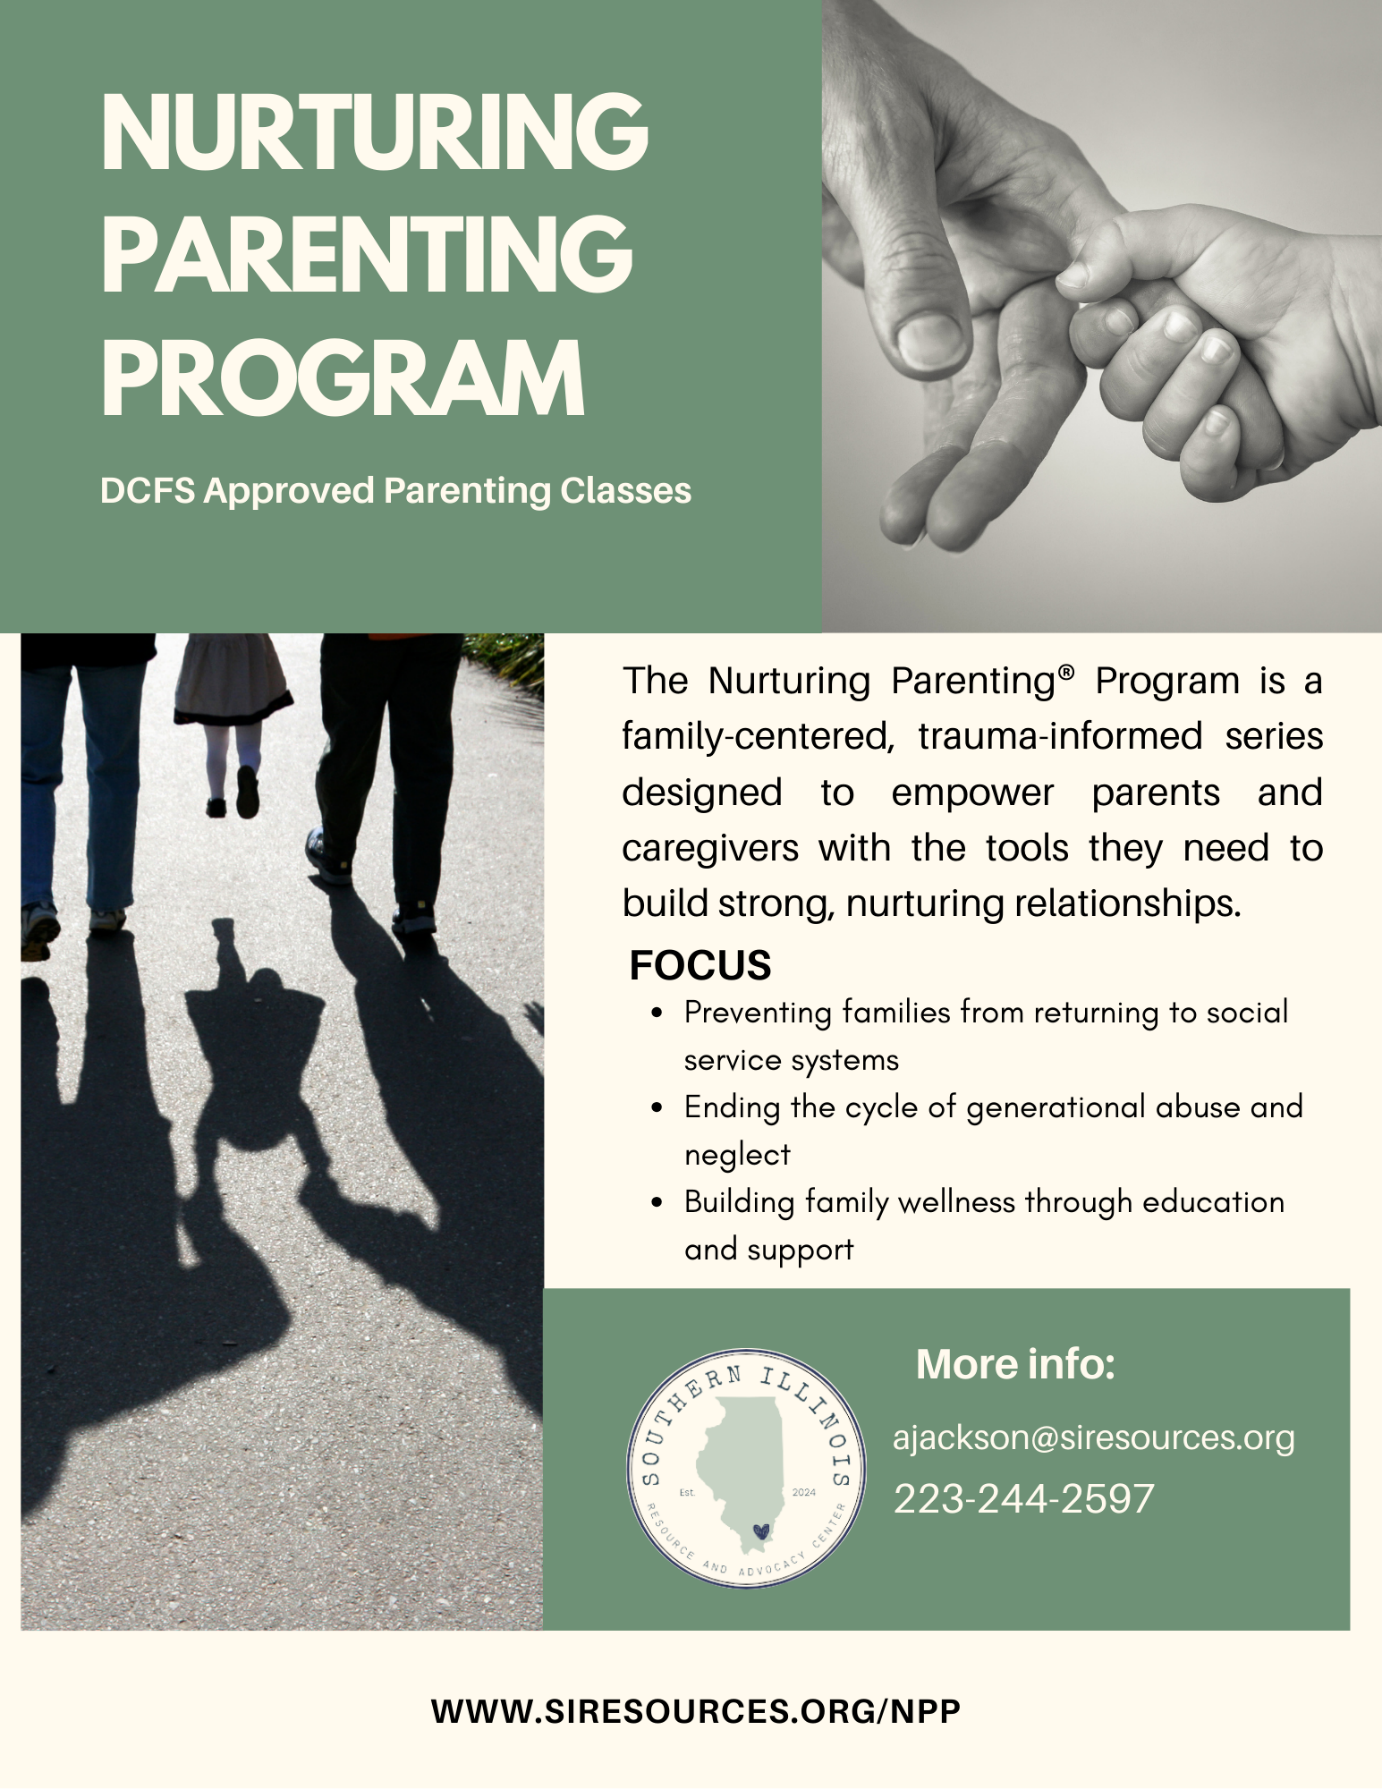 NURTURING
PARENTING
PROGRAM
DCFS Approved Parenting Classes
The Nurturing Parenting® Program is a
family-centered, trauma-informed series
designed to empower parents and
caregivers with the tools they need to
build strong, nurturing relationships.
FOCUS
• Preventing families from returning to social
service systems
• Ending the cycle of generational abuse and
neglect
• Building family wellness through education
and support
SOUTHERN ILLINOIS
Est. 2024
RESOURCE AND ADVOCACY CENTER
More info:
ajackson@siresources.org
223-244-2597
WWW.SIRESOURCES.ORG/NPP